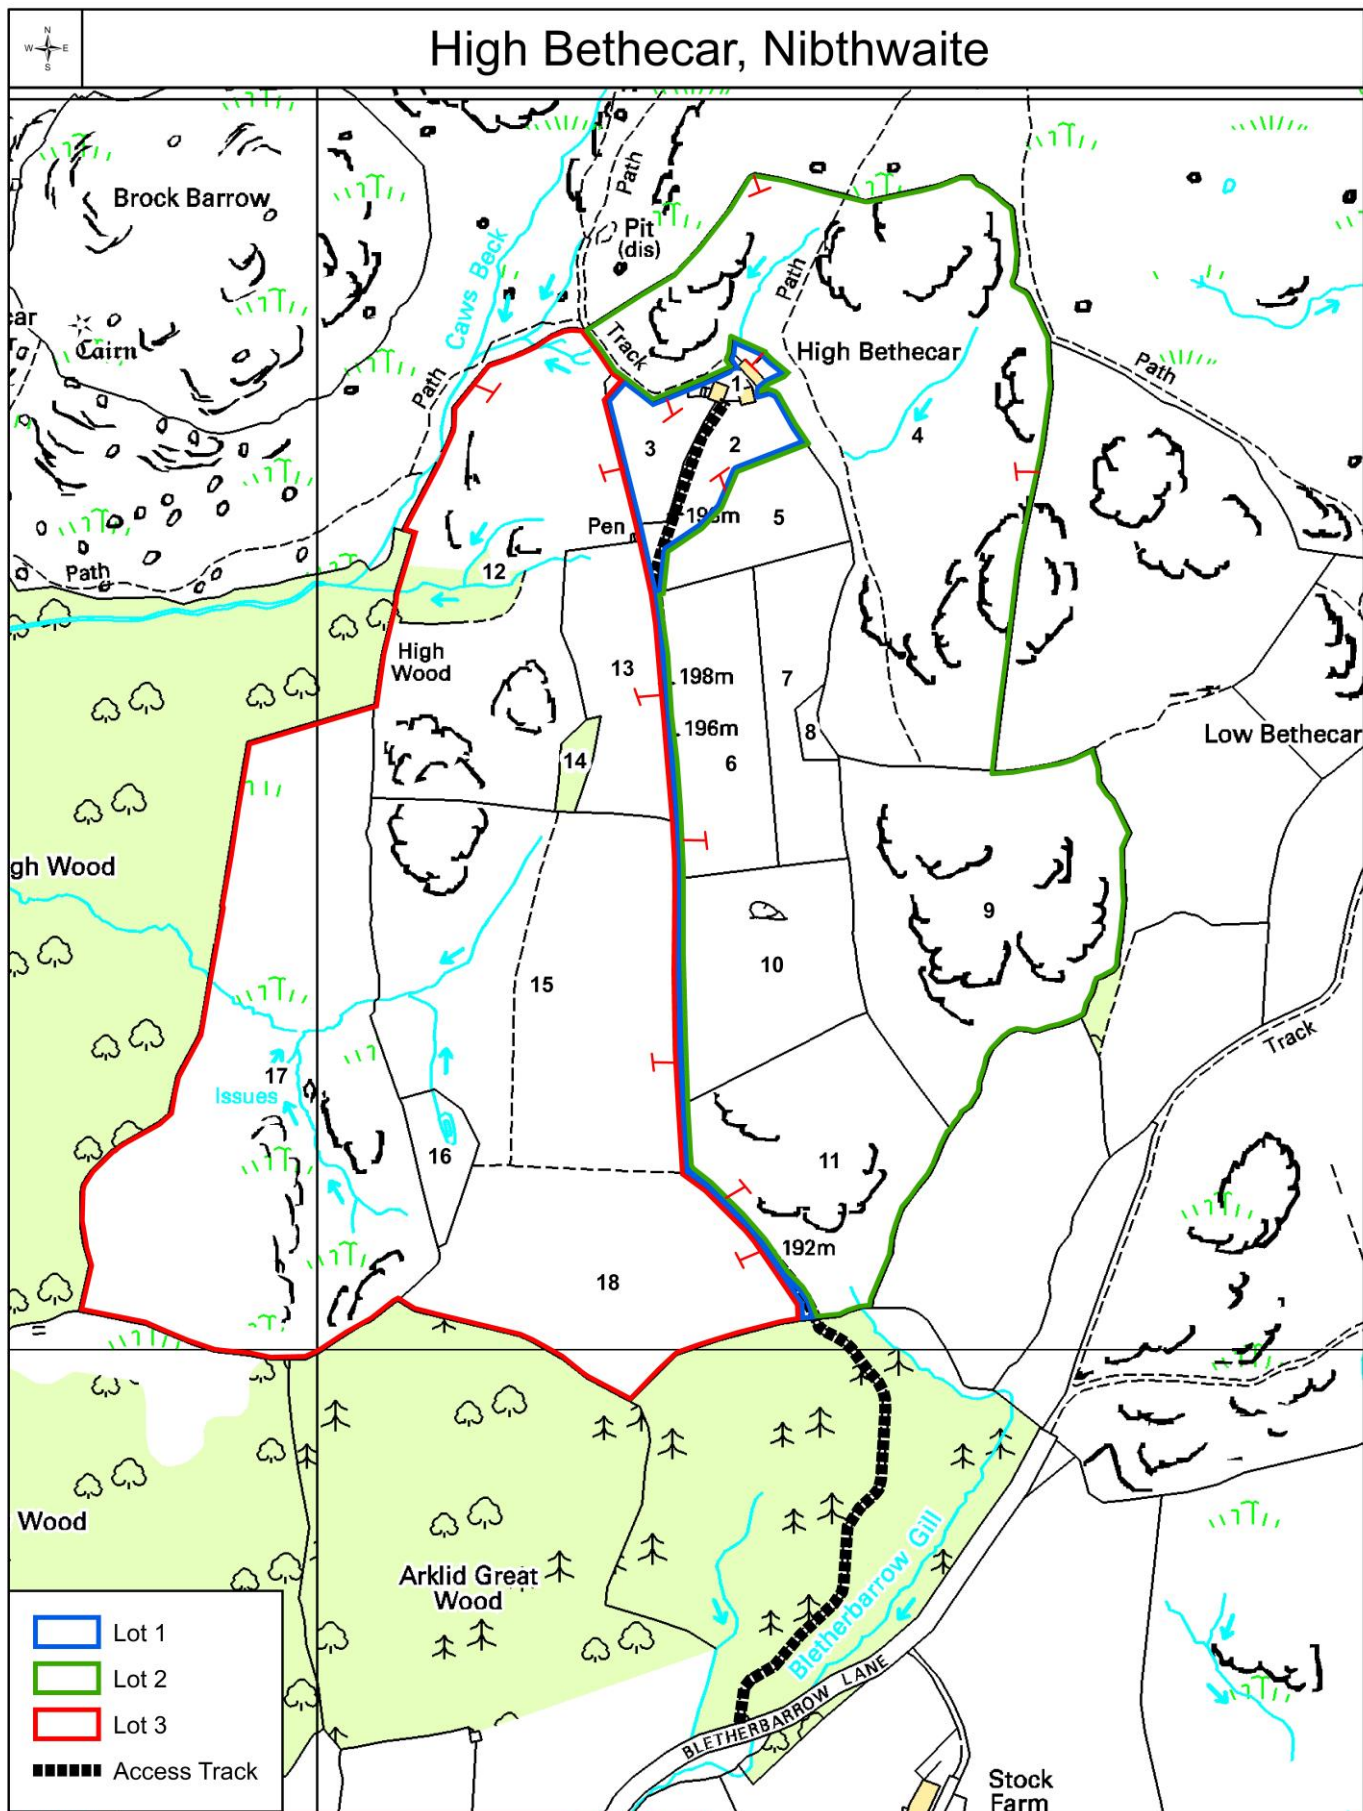 N
W E
S
High Bethecar, Nibthwaite
Brock Barrow
Path
Pit
(dis)
Caws Beck
Path
car
Cairn
Track
High Bethecar
Path
Path
1
3
2
4
5
Pen
196m
Path
12
High
Wood
13
198m
7
196m
8
Low Bethecar
14
6
gh Wood
9
10
15
Track
17
Issues
16
11
192m
18
Wood
Arklid Great
Wood
Bletherbarrow Gill
BLETHERBARROW LANE
Stock
Farm
Lot 1
Lot 2
Lot 3
Access Track